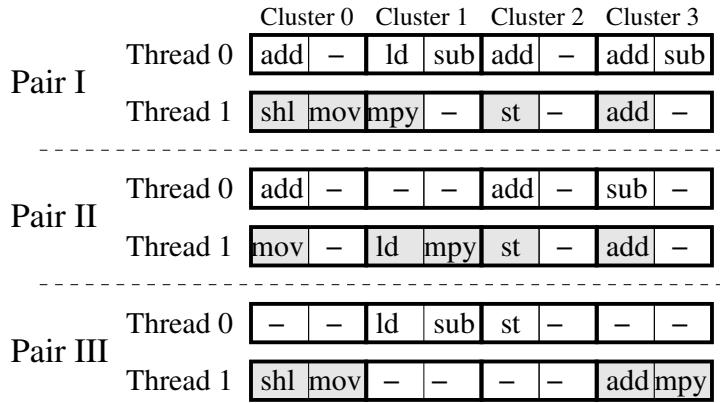 Cluster 0 Cluster 1 Cluster 2 Cluster 3
Pair I
Thread 0 add – ld sub add – add sub
Thread 1 shl mov mpy – st – add –
Pair II
Thread 0 add – – – add – sub –
Thread 1 mov – ld mpy st – add –
Pair III
Thread 0 – – ld sub st – – –
Thread 1 shl mov – – – – add mpy